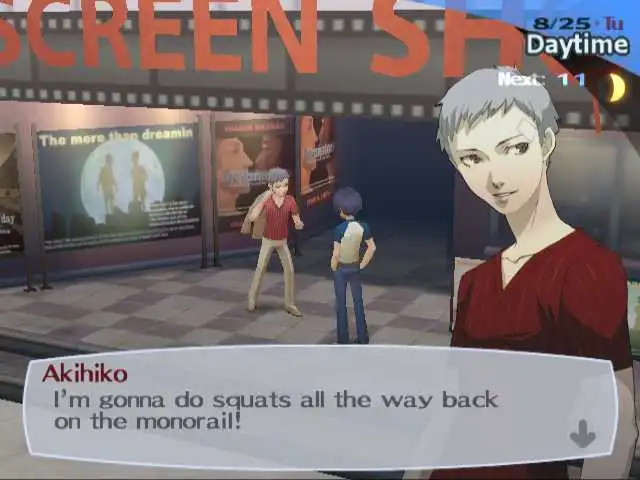 SCREEN SH
8/25 Tu
Daytime
Next: 11
The more than dreamin
day
Akihiko
I'm gonna do squats all the way back
on the monorail!